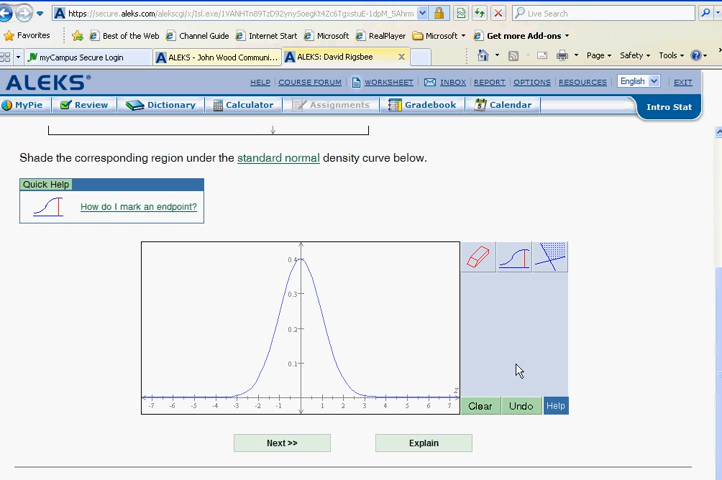 https://secure.aleks.com/alekscgi/x/Isl.exe/
Live Search
Favorites Best of the Web Channel Guide Internet Start Microsoft RealPlayer Microsoft Get more Add-ons
myCampus Secure Login ALEKS - John Wood Communi... ALEKS: David Rigsbee Page Safety Tools
ALEKS HELP COURSE FORUM WORKSHEET INBOX REPORT OPTIONS RESOURCES English EXIT
MyPie Review Dictionary Calculator Assignments Gradebook Calendar Intro Stat
Shade the corresponding region under the standard normal density curve below.
Quick Help
How do I mark an endpoint?
0.4
0.3
0.2
0.1
z
-7 -6 -5 -4 -3 -2 -1 1 2 3 4 5 6 7
Clear Undo Help
Next >> Explain